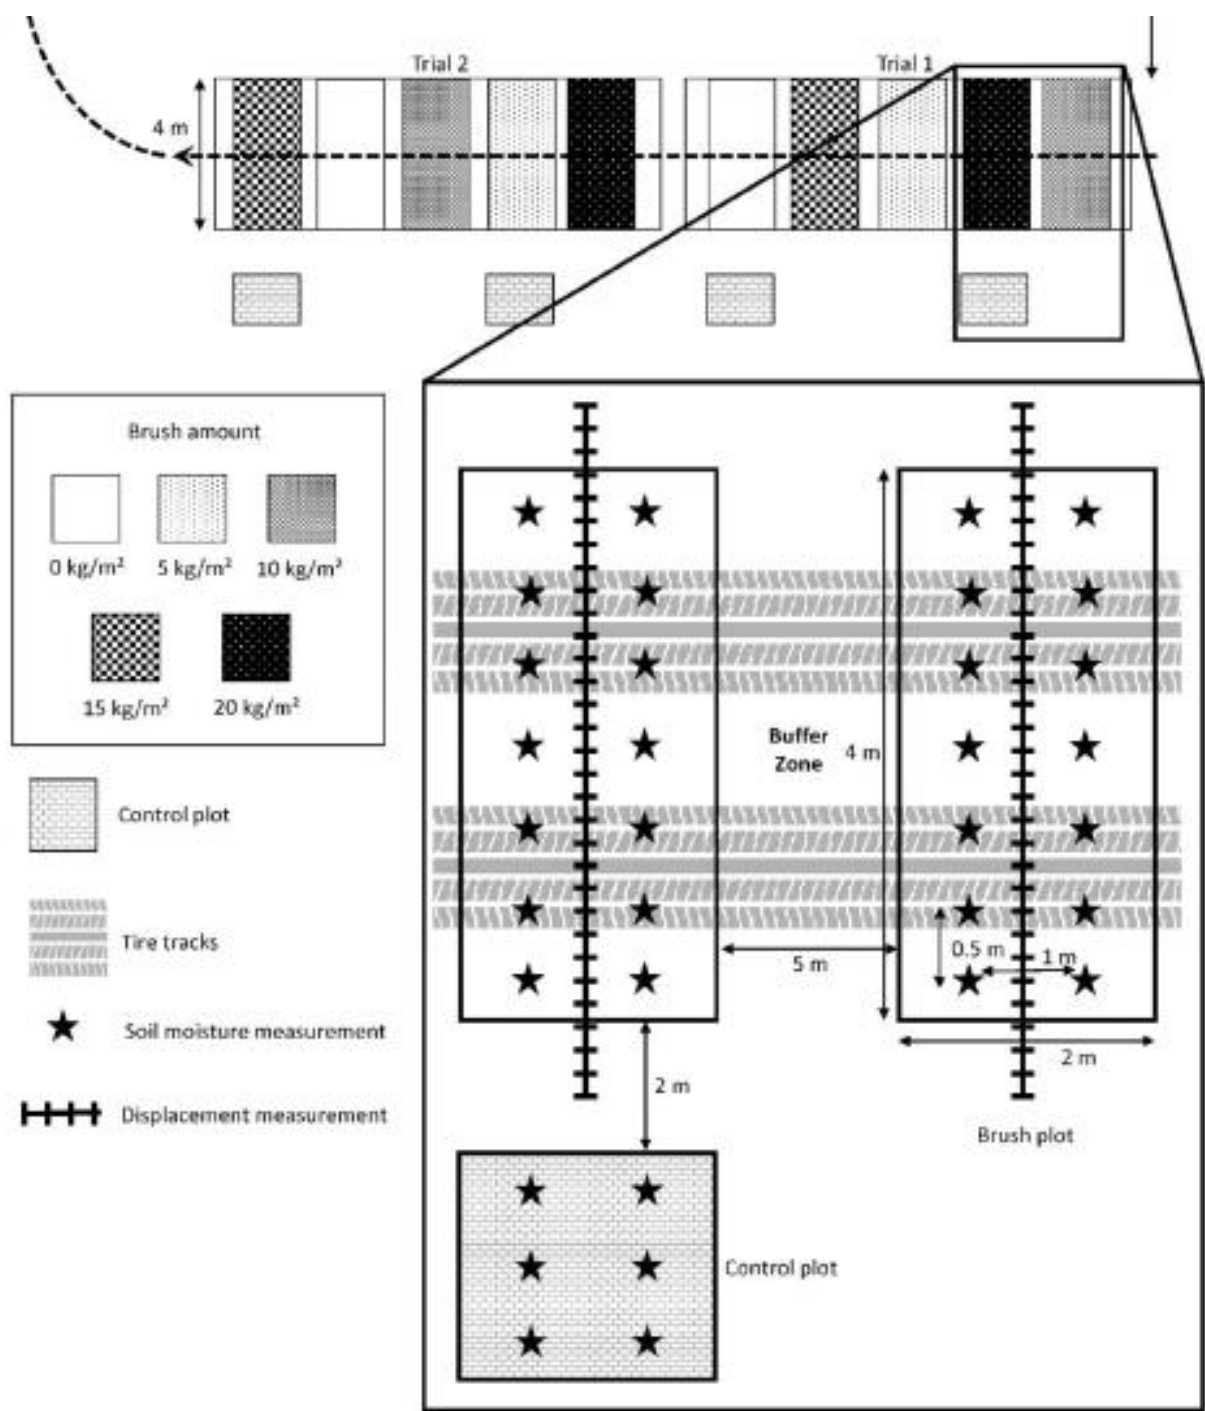 Trial 2
Trial 1
4 m
Brush amount
0 kg/m²
5 kg/m²
10 kg/m²
15 kg/m²
20 kg/m²
Control plot
Tire tracks
Soil moisture measurement
Displacement measurement
Buffer
Zone
4 m
5 m
0.5 m
1 m
2 m
2 m
Brush plot
Control plot